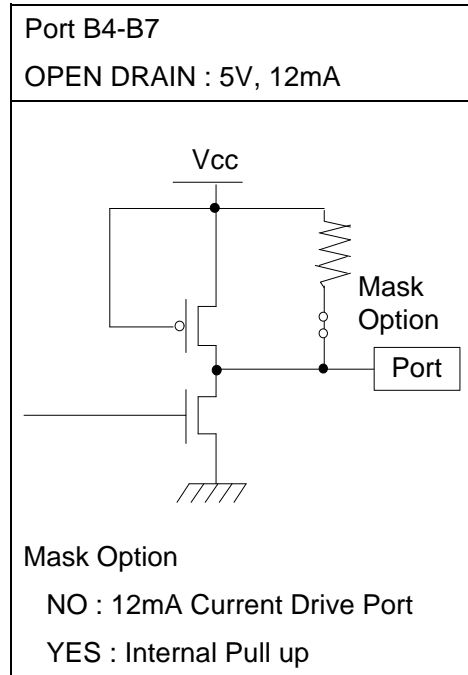 Port B4-B7
OPEN DRAIN : 5V, 12mA
Vcc
Mask
Option
Port
Mask Option
NO : 12mA Current Drive Port
YES : Internal Pull up